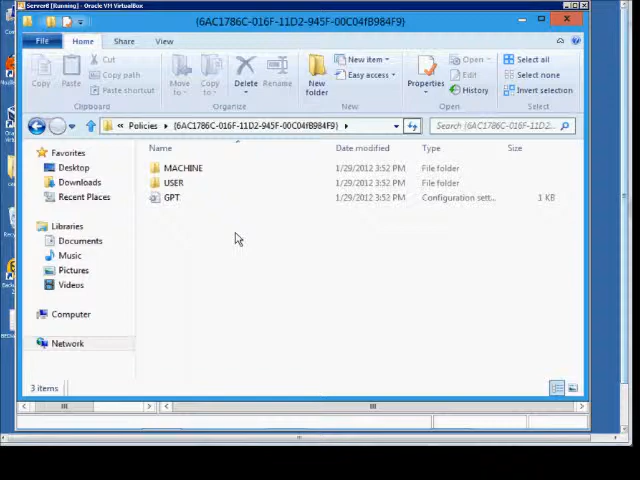 Server8 [Running] - Oracle VM VirtualBox
{6AC1786C-016F-11D2-945F-00C04fB984F9}
File Home Share View
Copy Paste Cut Copy path Paste shortcut
Move to Copy to Delete Rename
New folder New item Easy access
Properties Open Edit History
Select all Select none Invert selection
Clipboard Organize New Open Select
Policies {6AC1786C-016F-11D2-945F-00C04fB984F9} Search {6AC1786C-016F-11D2...
Name Date modified Type Size
Favorites
Desktop
Downloads
Recent Places
Libraries
Documents
Music
Pictures
Videos
Computer
Network
MACHINE 1/29/2012 3:52 PM File folder
USER 1/29/2012 3:52 PM File folder
GPT 1/29/2012 3:52 PM Configuration sett... 1 KB
3 items